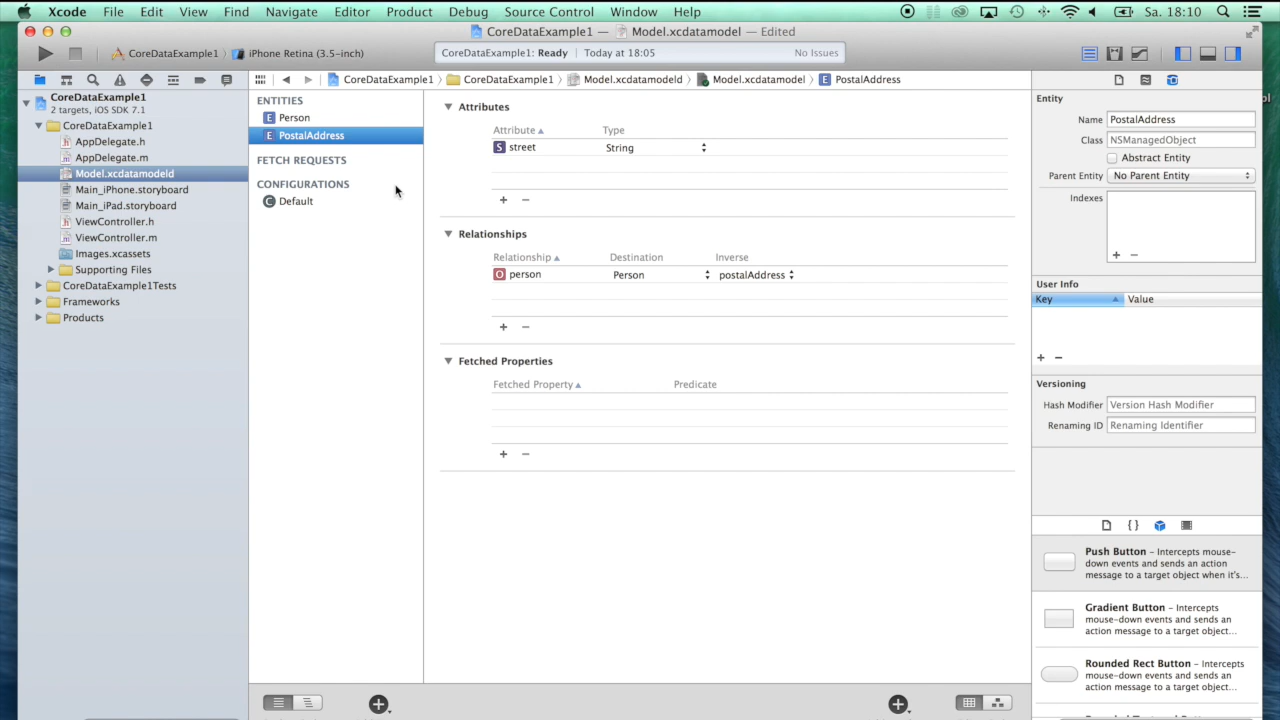 Xcode File Edit View Find Navigate Editor Product Debug Source Control Window Help Sa. 18:10
CoreDataExample1 — Model.xcdatamodel — Edited
CoreDataExample1 〉 iPhone Retina (3.5-inch)
CoreDataExample1: Ready | Today at 18:05 No Issues
CoreDataExample1 〉 CoreDataExample1 〉 Model.xcdatamodeld 〉 Model.xcdatamodel 〉 E PostalAddress
CoreDataExample1
2 targets, iOS SDK 7.1
CoreDataExample1
AppDelegate.h
AppDelegate.m
Model.xcdatamodeld
Main_iPhone.storyboard
Main_iPad.storyboard
ViewController.h
ViewController.m
Images.xcassets
Supporting Files
CoreDataExample1Tests
Frameworks
Products
ENTITIES
E Person
E PostalAddress
FETCH REQUESTS
CONFIGURATIONS
C Default
Attributes
Attribute Type
S street String
+ −
Relationships
Relationship Destination Inverse
O person Person postalAddress
+ −
Fetched Properties
Fetched Property Predicate
+ −
Entity
Name PostalAddress
Class NSManagedObject
Abstract Entity
Parent Entity No Parent Entity
Indexes
+ −
User Info
Key Value
+ −
Versioning
Hash Modifier Version Hash Modifier
Renaming ID Renaming Identifier
{ }
Push Button – Intercepts mouse-
down events and sends an action
message to a target object when it's...
Gradient Button – Intercepts
mouse-down events and sends an
action message to a target object...
Rounded Rect Button – Intercepts
mouse-down events and sends an
action message to a target object...